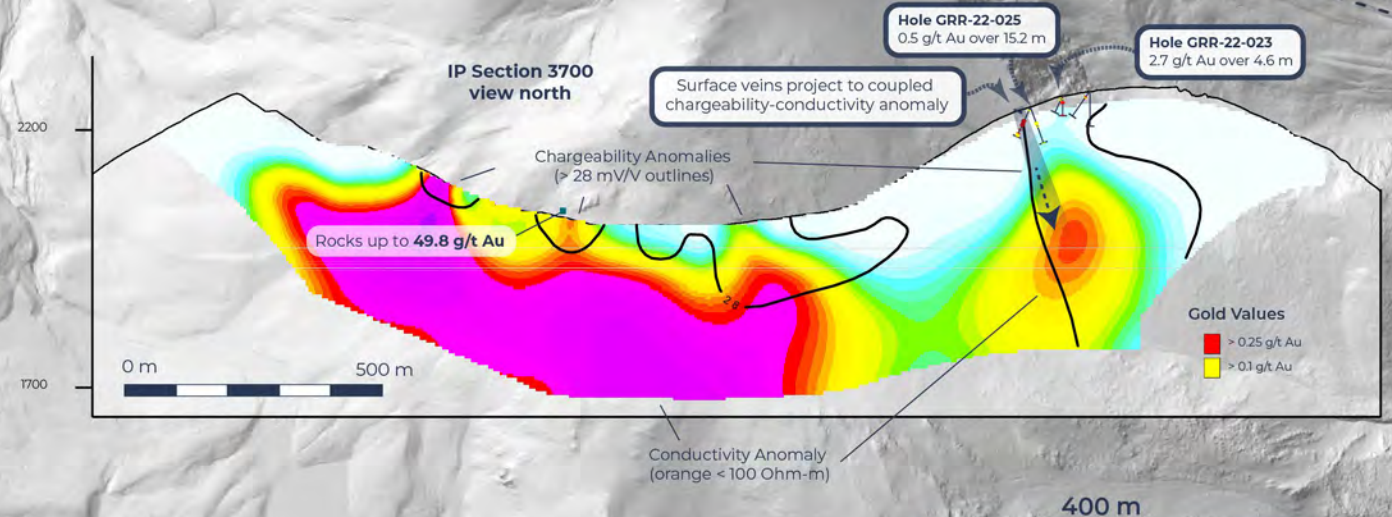 Hole GRR-22-025
0.5 g/t Au over 15.2 m
Hole GRR-22-023
2.7 g/t Au over 4.6 m
IP Section 3700
view north
Surface veins project to coupled
chargeability-conductivity anomaly
2200
Chargeability Anomalies
(> 28 mV/V outlines)
Rocks up to 49.8 g/t Au
28
Gold Values
> 0.25 g/t Au
> 0.1 g/t Au
0 m
500 m
1700
Conductivity Anomaly
(orange < 100 Ohm-m)
400 m